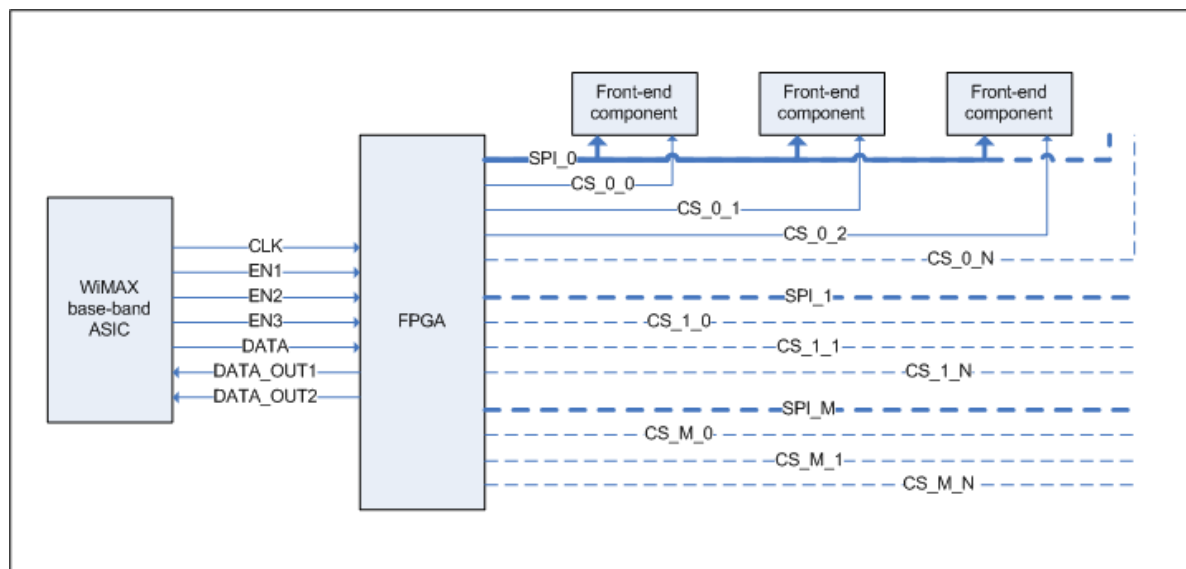 Front-end
component
Front-end
component
Front-end
component
SPI_0
CS_0_0
CS_0_1
CS_0_2
CS_0_N
WiMAX
base-band
ASIC
CLK
EN1
EN2
EN3
DATA
DATA_OUT1
DATA_OUT2
FPGA
SPI_1
CS_1_0
CS_1_1
CS_1_N
SPI_M
CS_M_0
CS_M_1
CS_M_N